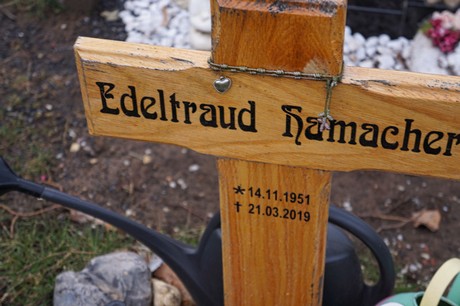 Edeltraud Hamacher
* 14.11.1951
✝ 21.03.2019